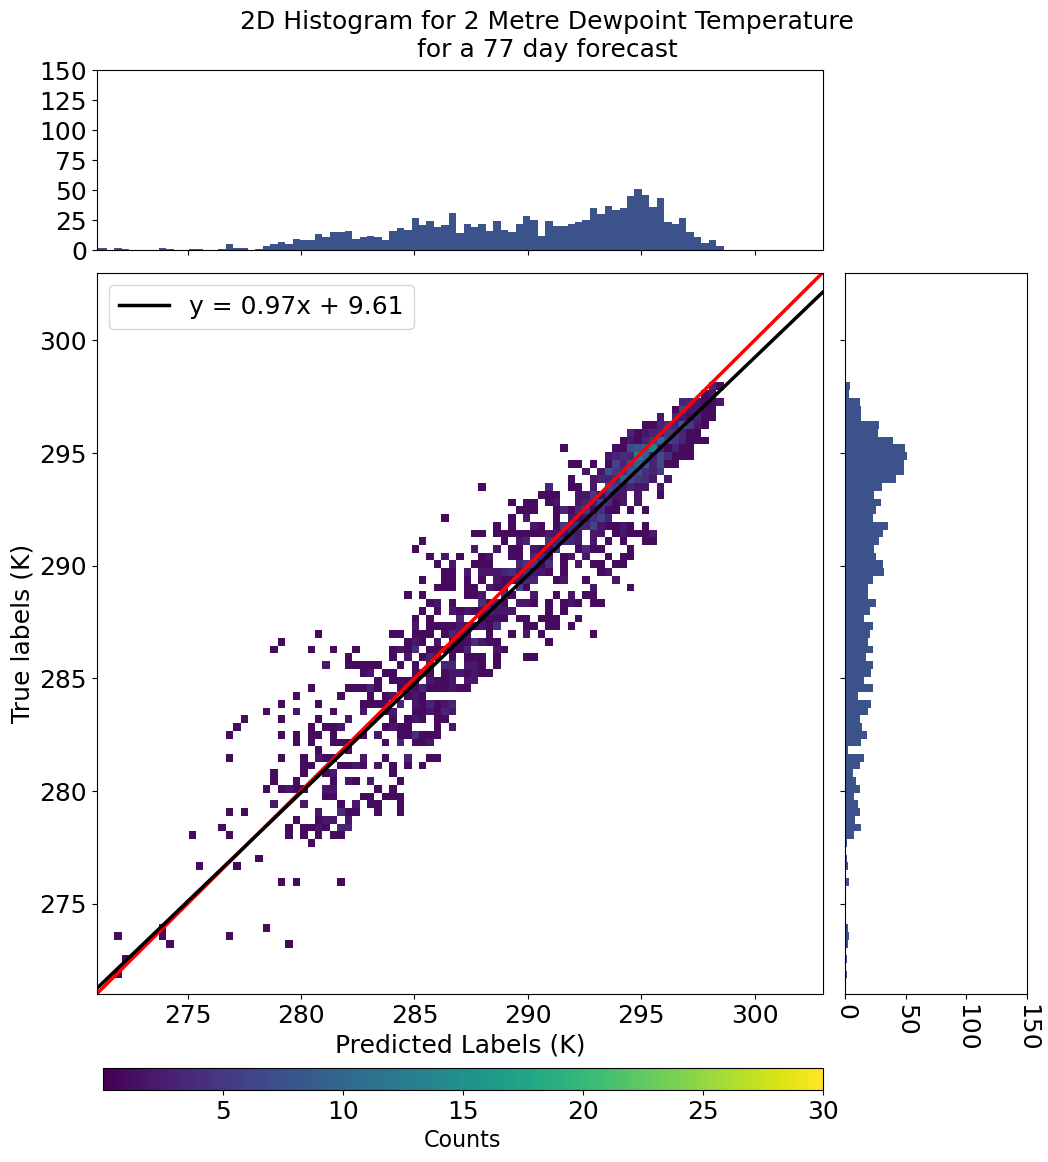 2D Histogram for 2 Metre Dewpoint Temperature
for a 77 day forecast
150
125
100
75
50
25
0
y = 0.97x + 9.61
300
295
290
285
280
275
True labels (K)
275 280 285 290 295 300
Predicted Labels (K)
0 50 100 150
5 10 15 20 25 30
Counts